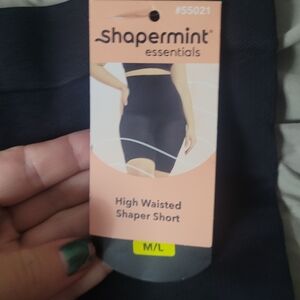 #55021
shapermint®
essentials
High Waisted
Shaper Short
M/L